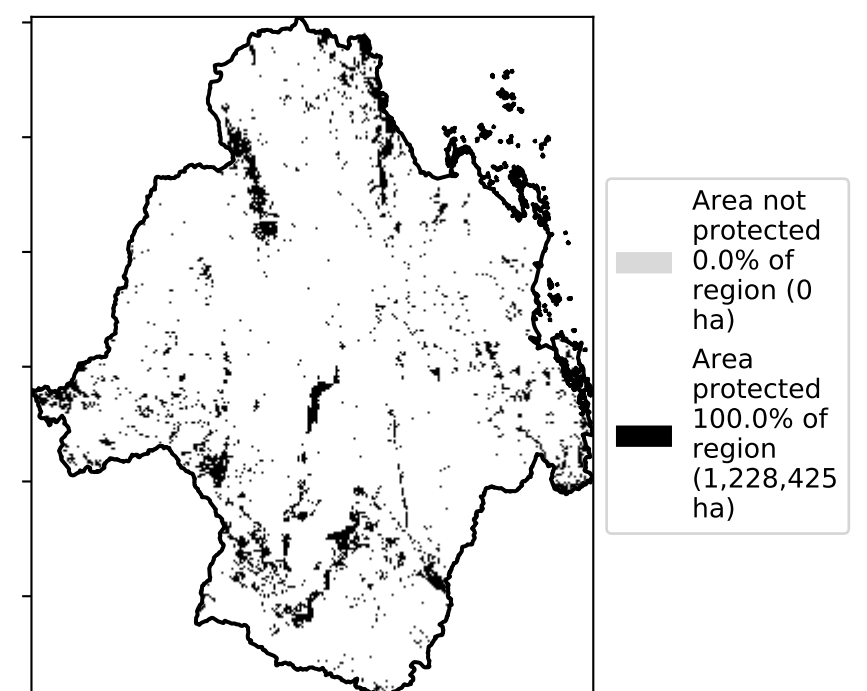 Area not
protected
0.0% of
region (0
ha)
Area
protected
100.0% of
region
(1,228,425
ha)